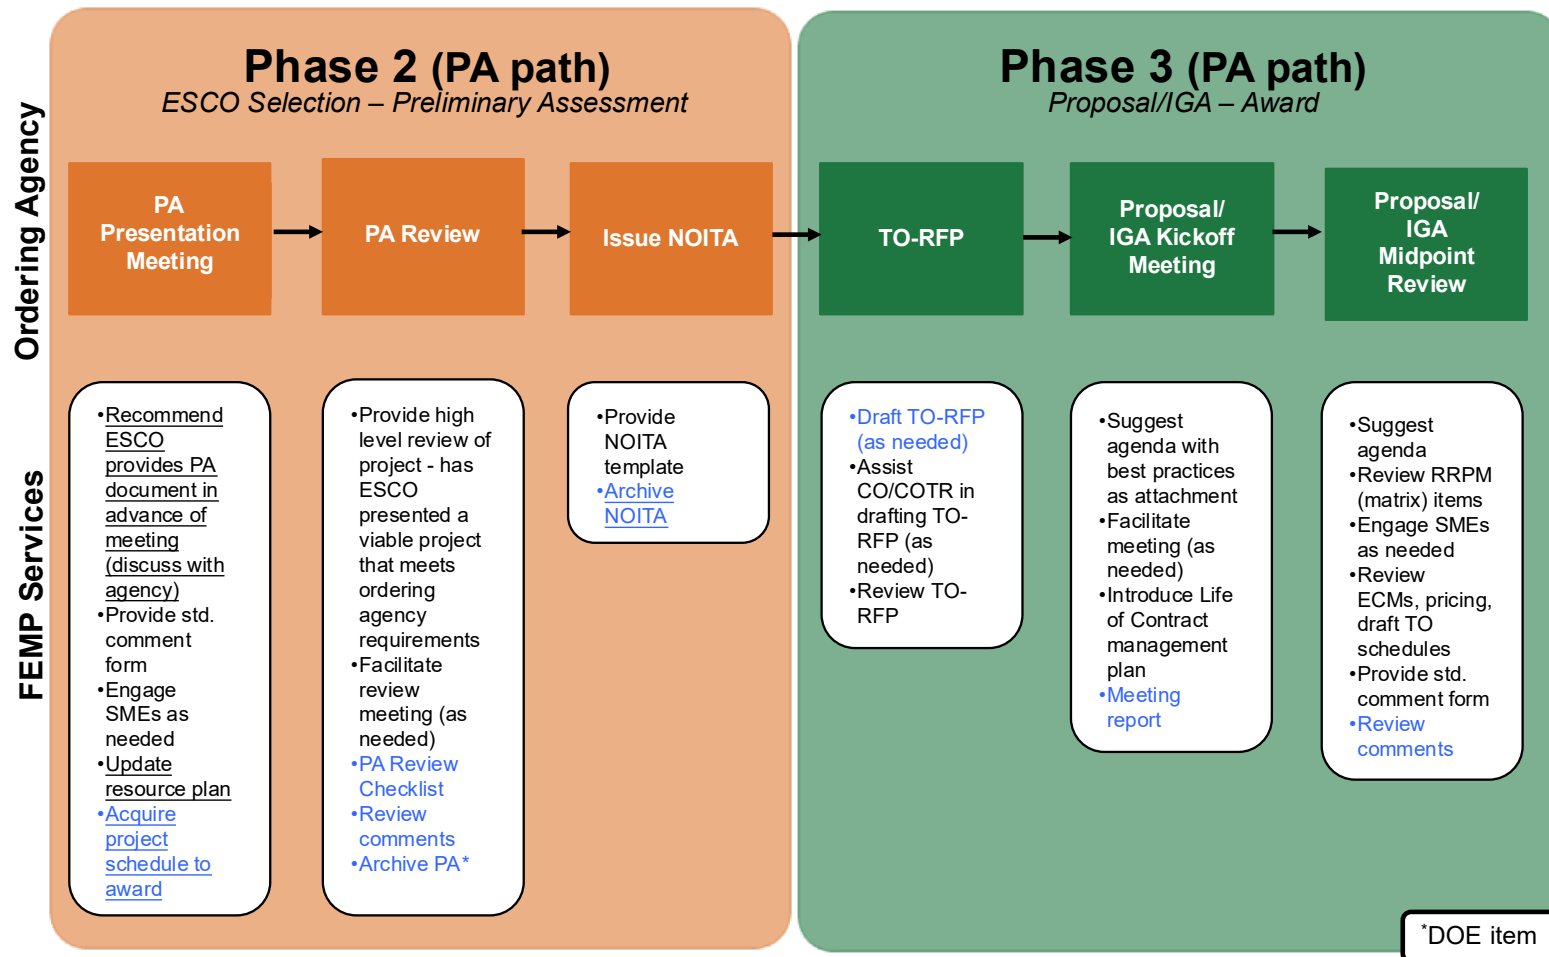 Phase 2 (PA path)
ESCO Selection – Preliminary Assessment
Phase 3 (PA path)
Proposal/IGA – Award
Ordering Agency
PA
Presentation
Meeting
PA Review
Issue NOITA
TO-RFP
Proposal/
IGA Kickoff
Meeting
Proposal/
IGA
Midpoint
Review
FEMP Services
•Recommend
ESCO
provides PA
document in
advance of
meeting
(discuss with
agency)
•Provide std.
comment
form
•Engage
SMEs as
needed
•Update
resource plan
•Acquire
project
schedule to
award
•Provide high
level review of
project - has
ESCO
presented a
viable project
that meets
ordering
agency
requirements
•Facilitate
review
meeting (as
needed)
•PA Review
Checklist
•Review
comments
•Archive PA*
•Provide
NOITA
template
•Archive
NOITA
•Draft TO-RFP
(as needed)
•Assist
CO/COTR in
drafting TO-
RFP (as
needed)
•Review TO-
RFP
•Suggest
agenda with
best practices
as attachment
•Facilitate
meeting (as
needed)
•Introduce Life
of Contract
management
plan
•Meeting
report
•Suggest
agenda
•Review RRPM
(matrix) items
•Engage SMEs
as needed
•Review
ECMs, pricing,
draft TO
schedules
•Provide std.
comment form
•Review
comments
*DOE item